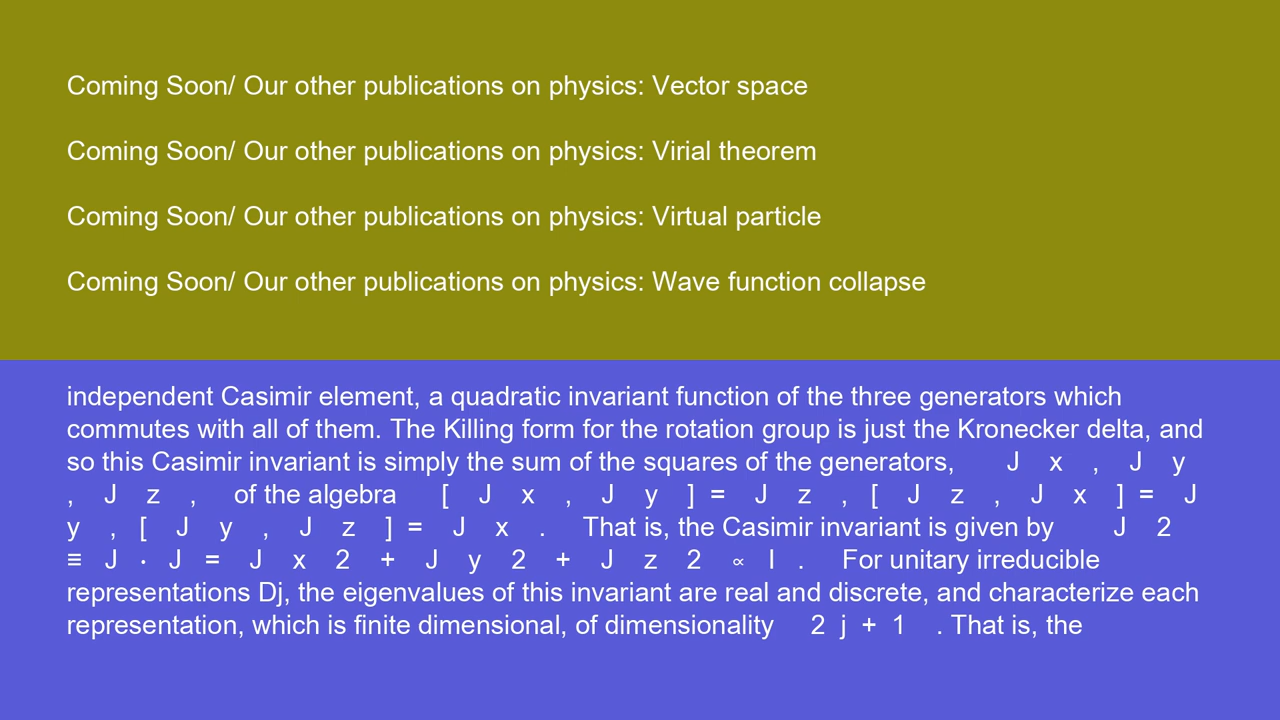 Coming Soon/ Our other publications on physics: Vector space
Coming Soon/ Our other publications on physics: Virial theorem
Coming Soon/ Our other publications on physics: Virtual particle
Coming Soon/ Our other publications on physics: Wave function collapse
independent Casimir element, a quadratic invariant function of the three generators which
commutes with all of them. The Killing form for the rotation group is just the Kronecker delta, and
so this Casimir invariant is simply the sum of the squares of the generators, J x , J y
, J z , of the algebra [ J x , J y ] = J z , [ J z , J x ] = J
y , [ J y , J z ] = J x . That is, the Casimir invariant is given by J 2
≡ J ⋅ J = J x 2 + J y 2 + J z 2 ∝ I . For unitary irreducible
representations Dj, the eigenvalues of this invariant are real and discrete, and characterize each
representation, which is finite dimensional, of dimensionality 2 j + 1 . That is, the